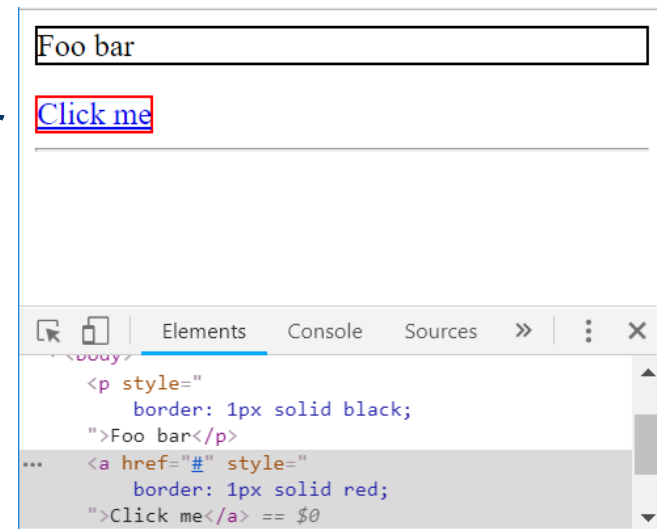 Foo bar
Click me
Elements Console Sources »
<body>
<p style="
border: 1px solid black;
">Foo bar</p>
... <a href="#" style="
border: 1px solid red;
">Click me</a> == $0